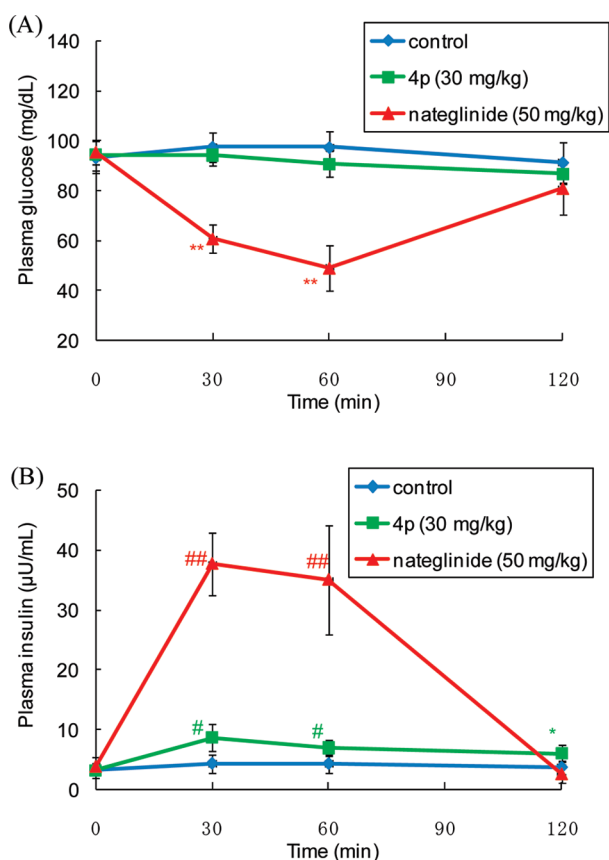 (A)
control
4p (30 mg/kg)
nateglinide (50 mg/kg)
Plasma glucose (mg/dL)
140
120
100
80
60
40
20
**
**
0 30 60 90 120
Time (min)
(B)
control
4p (30 mg/kg)
nateglinide (50 mg/kg)
Plasma insulin (µU/mL)
50
40
30
20
10
0
##
##
#
#
*
0 30 60 90 120
Time (min)